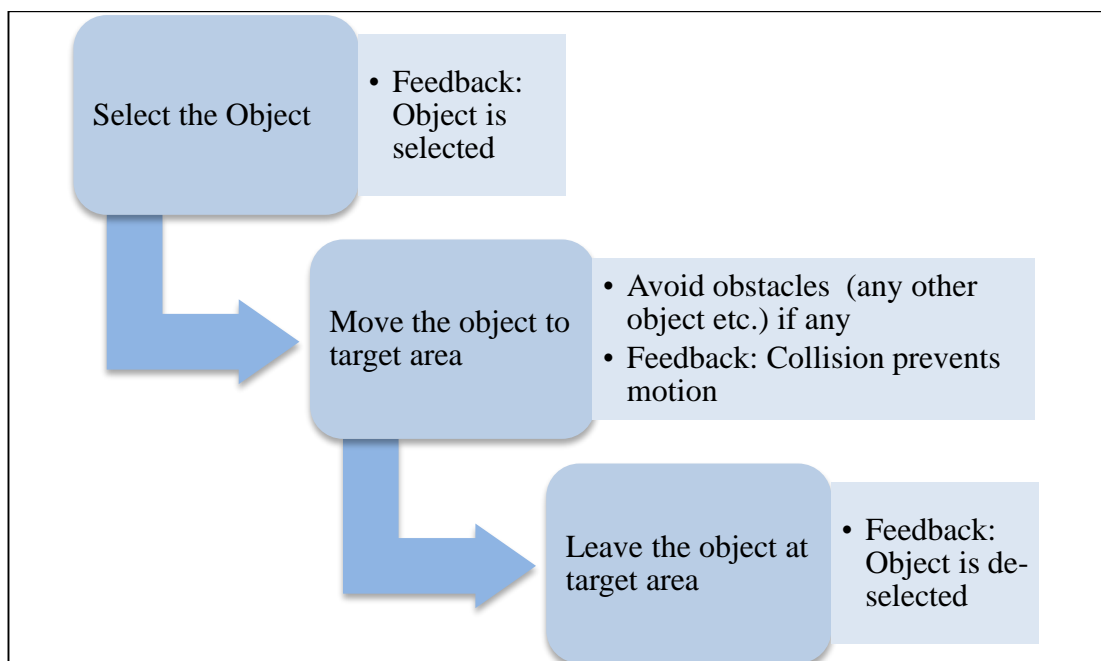 Select the Object
• Feedback:
Object is
selected
Move the object to
target area
• Avoid obstacles  (any other
object etc.) if any
• Feedback: Collision prevents
motion
Leave the object at
target area
• Feedback:
Object is de-
selected